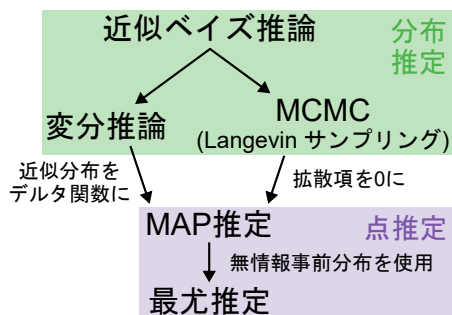 近似ベイズ推論
分布
推定
変分推論
MCMC
(Langevin サンプリング)
近似分布を
デルタ関数に
拡散項を0に
MAP推定
点推定
無情報事前分布を使用
最尤推定